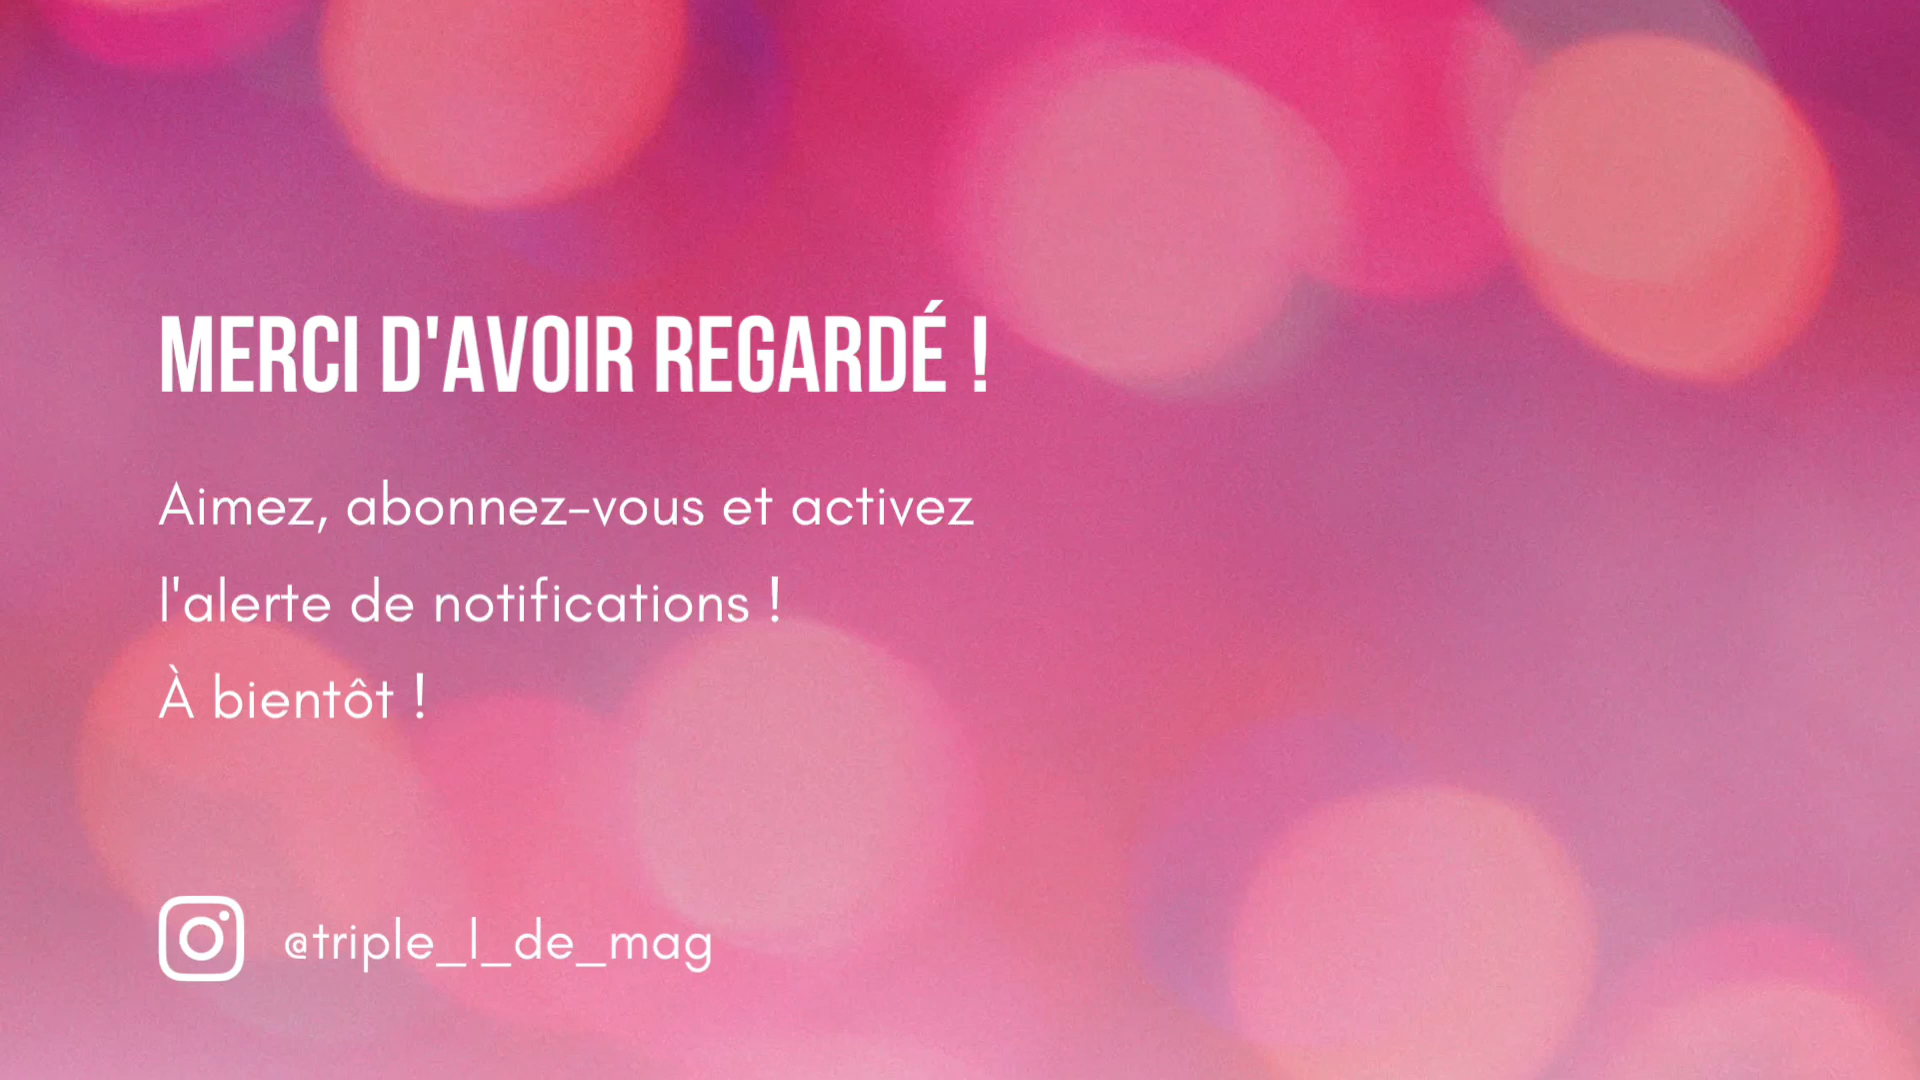 MERCI D'AVOIR REGARDÉ !
Aimez, abonnez-vous et activez
l'alerte de notifications !
À bientôt !
@triple_l_de_mag